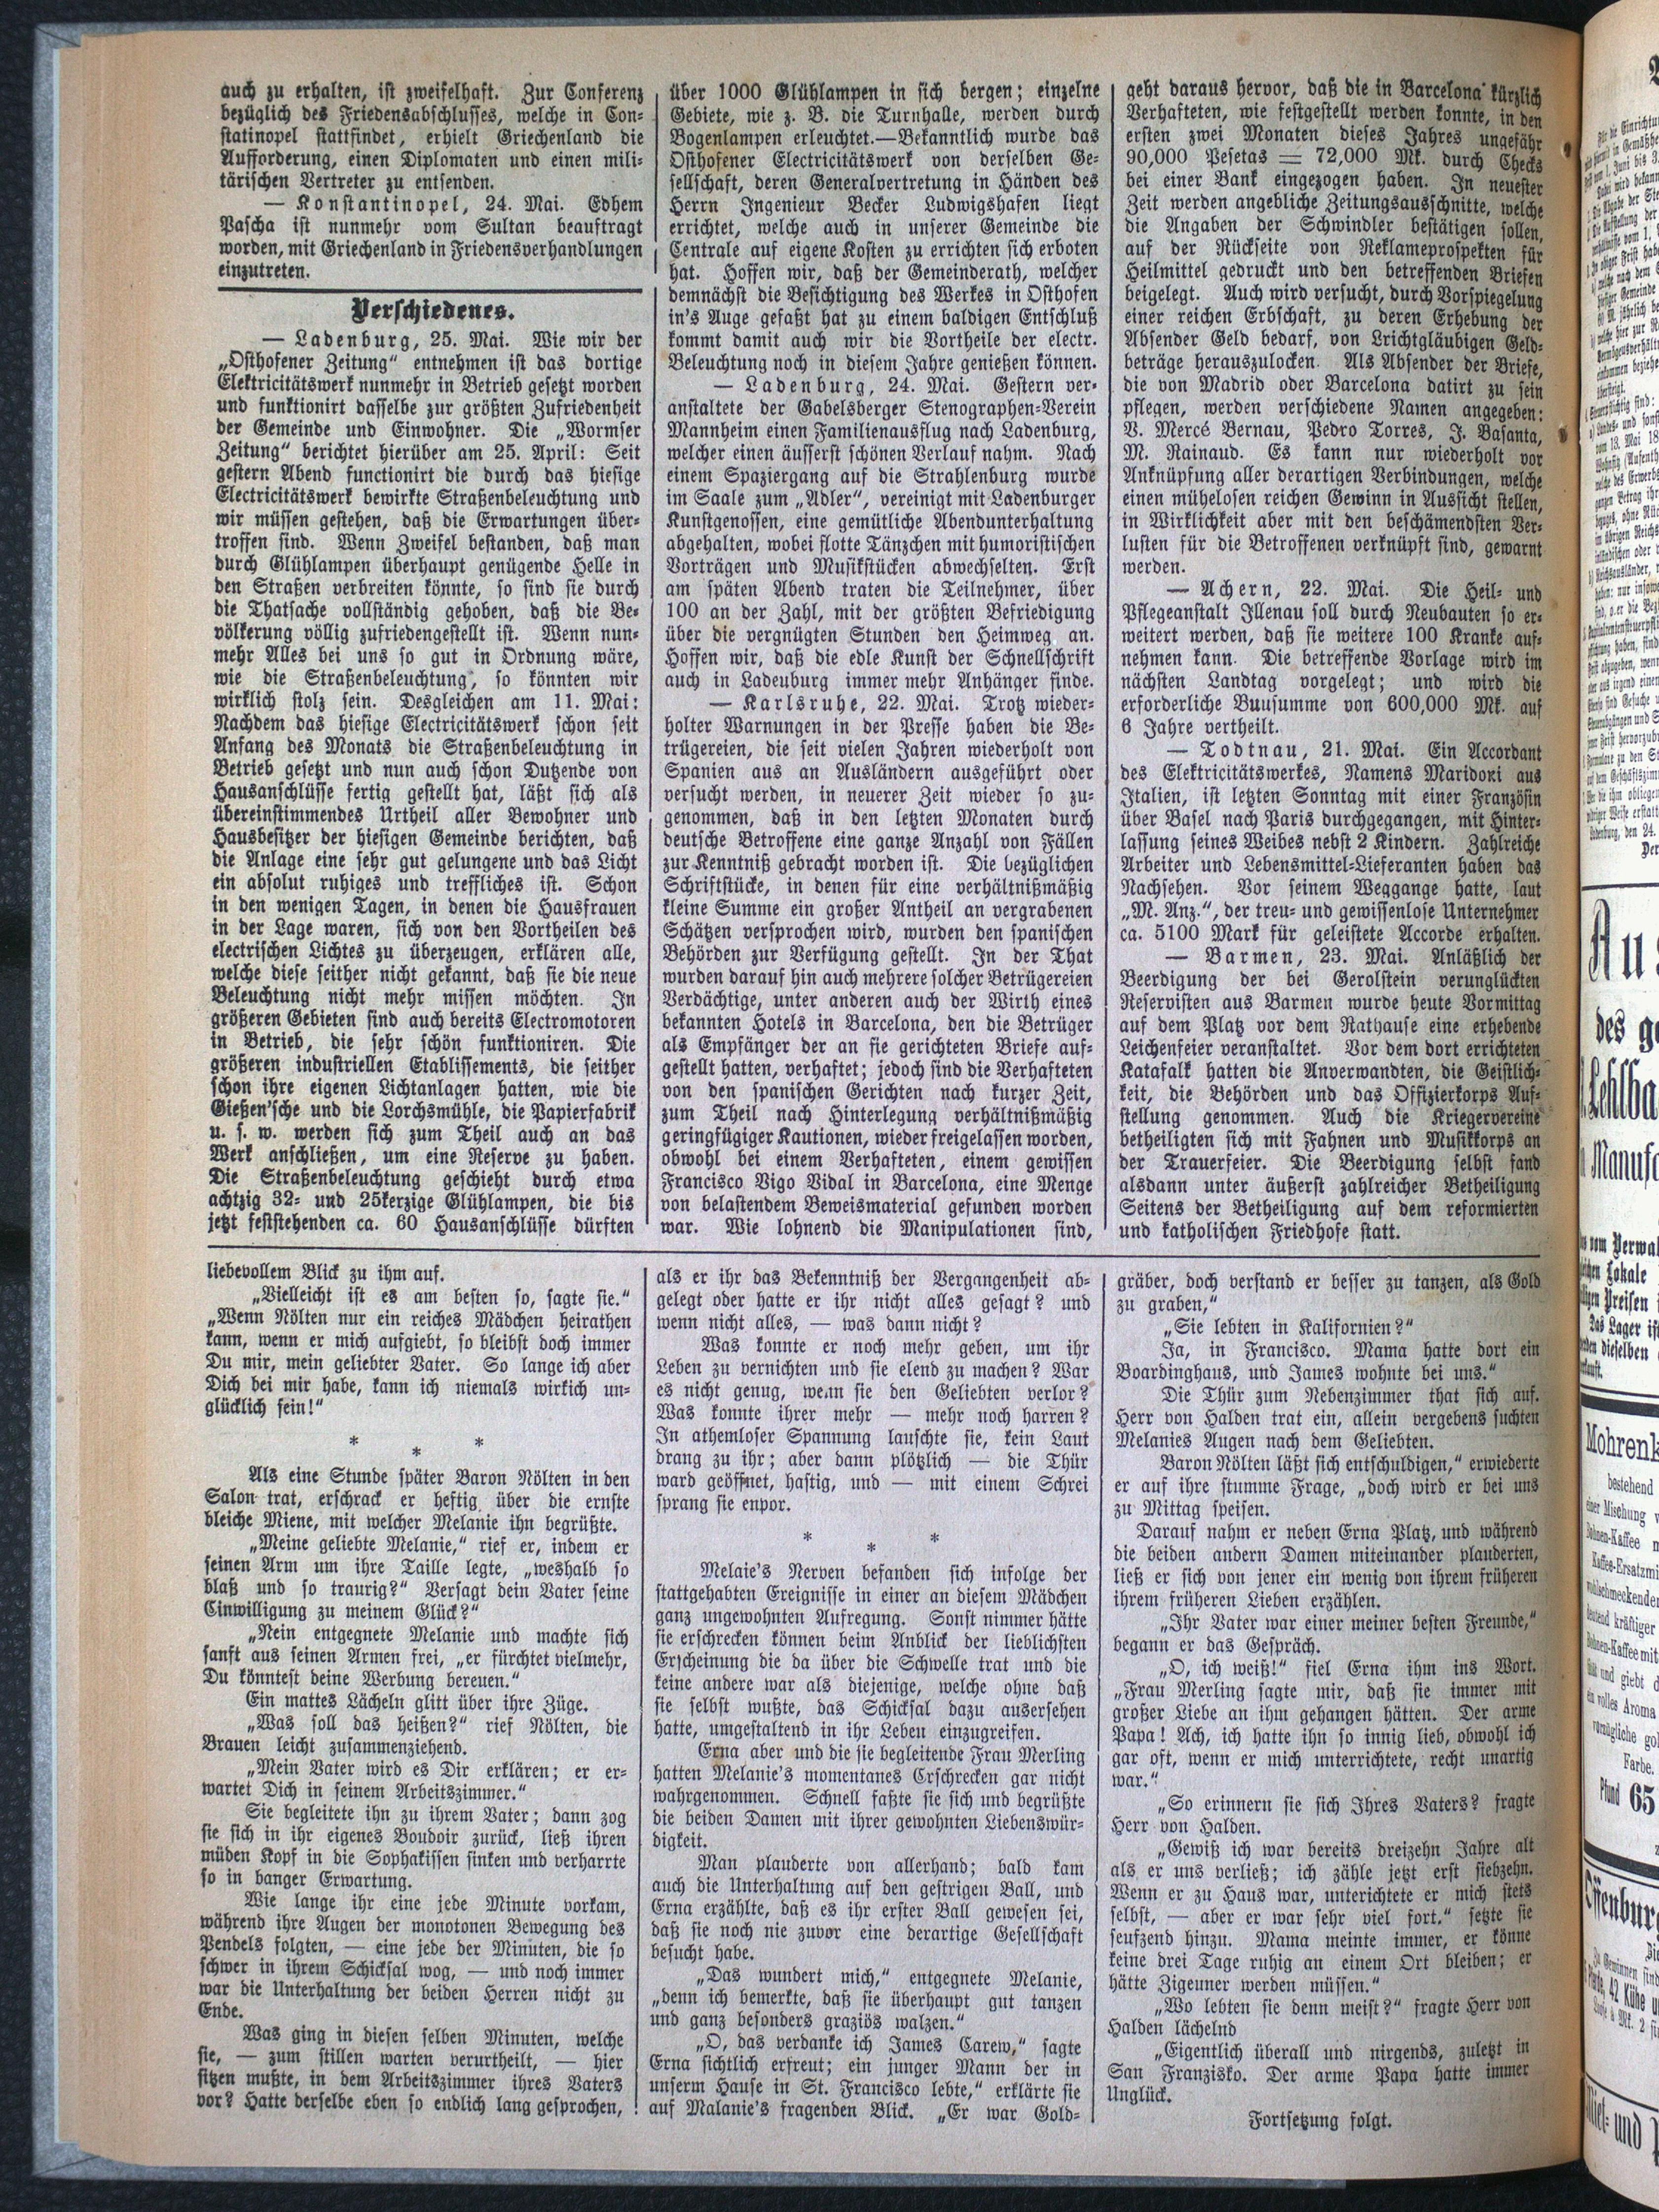 auch zu erhalten, ist zweifelhaft. Zur Conferenz
bezüglich des Friedensabschlusses, welche in Con-
statinopel stattfindet, erhielt Griechenland die
Aufforderung, einen Diplomaten und einen mili-
tärischen Vertreter zu entsenden.
— Konstantinopel, 24. Mai. Edhem
Pascha ist nunmehr vom Sultan beauftragt
worden, mit Griechenland in Friedensverhandlungen
einzutreten.
Verschiedenes.
— Ladenburg, 25. Mai. Wie wir der
„Osthofener Zeitung“ entnehmen ist das dortige
Elektricitätswerk nunmehr in Betrieb gesetzt worden
und funktionirt dasselbe zur größten Zufriedenheit
der Gemeinde und Einwohner. Die „Wormser
Zeitung“ berichtet hierüber am 25. April: Seit
gestern Abend functionirt die durch das hiesige
Electricitätswerk bewirkte Straßenbeleuchtung und
wir müssen gestehen, daß die Erwartungen über-
troffen sind. Wenn Zweifel bestanden, daß man
durch Glühlampen überhaupt genügende Helle in
den Straßen verbreiten könnte, so sind sie durch
die Thatsache vollständig gehoben, daß die Be-
völkerung völlig zufriedengestellt ist. Wenn nun-
mehr Alles bei uns so gut in Ordnung wäre,
wie die Straßenbeleuchtung, so könnten wir
wirklich stolz sein. Desgleichen am 11. Mai:
Nachdem das hiesige Electricitätswerk schon seit
Anfang des Monats die Straßenbeleuchtung in
Betrieb gesetzt und nun auch schon Dutzende von
Hausanschlüsse fertig gestellt hat, läßt sich als
übereinstimmendes Urtheil aller Bewohner und
Hausbesitzer der hiesigen Gemeinde berichten, daß
die Anlage eine sehr gut gelungene und das Licht
ein absolut ruhiges und treffliches ist. Schon
in den wenigen Tagen, in denen die Hausfrauen
in der Lage waren, sich von den Vortheilen des
electrischen Lichtes zu überzeugen, erklären alle,
welche diese seither nicht gekannt, daß sie die neue
Beleuchtung nicht mehr missen möchten. In
größeren Gebieten sind auch bereits Electromotoren
in Betrieb, die sehr schön funktioniren. Die
größeren industriellen Etablissements, die seither
schon ihre eigenen Lichtanlagen hatten, wie die
Gießen'sche und die Lorchsmühle, die Papierfabrik
u. s. w. werden sich zum Theil auch an das
Werk anschließen, um eine Reserve zu haben.
Die Straßenbeleuchtung geschieht durch etwa
achtzig 32- und 25kerzige Glühlampen, die bis
jetzt feststehenden ca. 60 Hausanschlüsse dürften
über 1000 Glühlampen in sich bergen; einzelne
Gebiete, wie z. B. die Turnhalle, werden durch
Bogenlampen erleuchtet.—Bekanntlich wurde das
Osthofener Electricitätswerk von derselben Ge-
sellschaft, deren Generalvertretung in Händen des
Herrn Ingenieur Becker Ludwigshafen liegt
errichtet, welche auch in unserer Gemeinde die
Centrale auf eigene Kosten zu errichten sich erboten
hat. Hoffen wir, daß der Gemeinderath, welcher
demnächst die Besichtigung des Werkes in Osthofen
in's Auge gefaßt hat zu einem baldigen Entschluß
kommt damit auch wir die Vortheile der electr.
Beleuchtung noch in diesem Jahre genießen können.
— Ladenburg, 24. Mai. Gestern ver-
anstaltete der Gabelsberger Stenographen-Verein
Mannheim einen Familienausflug nach Ladenburg,
welcher einen äusserst schönen Verlauf nahm. Nach
einem Spaziergang auf die Strahlenburg wurde
im Saale zum „Adler“, vereinigt mit Ladenburger
Kunstgenossen, eine gemütliche Abendunterhaltung
abgehalten, wobei flotte Tänzchen mit humoristischen
Vorträgen und Musikstücken abwechselten. Erst
am späten Abend traten die Teilnehmer, über
100 an der Zahl, mit der größten Befriedigung
über die vergnügten Stunden den Heimweg an.
Hoffen wir, daß die edle Kunst der Schnellschrift
auch in Ladenburg immer mehr Anhänger finde.
— Karlsruhe, 22. Mai. Trotz wieder-
holter Warnungen in der Presse haben die Be-
trügereien, die seit vielen Jahren wiederholt von
Spanien aus an Ausländern ausgeführt oder
versucht werden, in neuerer Zeit wieder so zu-
genommen, daß in den letzten Monaten durch
deutsche Betroffene eine ganze Anzahl von Fällen
zur Kenntniß gebracht worden ist. Die bezüglichen
Schriftstücke, in denen für eine verhältnißmäßig
kleine Summe ein großer Antheil an vergrabenen
Schätzen versprochen wird, wurden den spanischen
Behörden zur Verfügung gestellt. In der That
wurden darauf hin auch mehrere solcher Betrügereien
Verdächtige, unter anderen auch der Wirth eines
bekannten Hotels in Barcelona, den die Betrüger
als Empfänger der an sie gerichteten Briefe auf-
gestellt hatten, verhaftet; jedoch sind die Verhafteten
von den spanischen Gerichten nach kurzer Zeit,
zum Theil nach Hinterlegung verhältnißmäßig
geringfügiger Kautionen, wieder freigelassen worden,
obwohl bei einem Verhafteten, einem gewissen
Francisco Vigo Vidal in Barcelona, eine Menge
von belastendem Beweismaterial gefunden worden
war. Wie lohnend die Manipulationen sind,
geht daraus hervor, daß die in Barcelona kürzlich
Verhafteten, wie festgestellt werden konnte, in den
ersten zwei Monaten dieses Jahres ungefähr
90,000 Pesetas = 72,000 Mk. durch Checks
bei einer Bank eingezogen haben. In neuester
Zeit werden angebliche Zeitungsausschnitte, welche
die Angaben der Schwindler bestätigen sollen,
auf der Rückseite von Reklameprospekten für
Heilmittel gedruckt und den betreffenden Briefen
beigelegt. Auch wird versucht, durch Vorspiegelung
einer reichen Erbschaft, zu deren Erhebung der
Absender Geld bedarf, von Lrichtgläubigen Geld-
beträge herauszulocken. Als Absender der Briefe,
die von Madrid oder Barcelona datirt zu sein
pflegen, werden verschiedene Namen angegeben:
V. Mercé Bernau, Pedro Torres, J. Basanta,
M. Rainaud. Es kann nur wiederholt vor
Anknüpfung aller derartigen Verbindungen, welche
einen mühelosen reichen Gewinn in Aussicht stellen,
in Wirklichkeit aber mit den beschämendsten Ver-
lusten für die Betroffenen verknüpft sind, gewarnt
werden.
— Achern, 22. Mai. Die Heil- und
Pflegeanstalt Illenau soll durch Neubauten so er-
weitert werden, daß sie weitere 100 Kranke auf-
nehmen kann. Die betreffende Vorlage wird im
nächsten Landtag vorgelegt; und wird die
erforderliche Buusumme von 600,000 Mk. auf
6 Jahre vertheilt.
— Todtnau, 21. Mai. Ein Accordant
des Elektricitätswerkes, Namens Maridoni aus
Italien, ist letzten Sonntag mit einer Französin
über Basel nach Paris durchgegangen, mit Hinter-
lassung seines Weibes nebst 2 Kindern. Zahlreiche
Arbeiter und Lebensmittel-Lieferanten haben das
Nachsehen. Vor seinem Weggange hatte, laut
„M. Anz.“, der treu- und gewissenlose Unternehmer
ca. 5100 Mark für geleistete Accorde erhalten.
— Barmen, 23. Mai. Anläßlich der
Beerdigung der bei Gerolstein verunglückten
Reservisten aus Barmen wurde heute Vormittag
auf dem Platz vor dem Rathause eine erhebende
Leichenfeier veranstaltet. Vor dem dort errichteten
Katafalk hatten die Anverwandten, die Geistlich-
keit, die Behörden und das Offizierkorps Auf-
stellung genommen. Auch die Kriegervereine
betheiligten sich mit Fahnen und Musikkorps an
der Trauerfeier. Die Beerdigung selbst fand
alsdann unter äußerst zahlreicher Betheiligung
Seitens der Betheiligung auf dem reformierten
und katholischen Friedhofe statt.
liebevollem Blick zu ihm auf.
„Vielleicht ist es am besten so, sagte sie.“
„Wenn Nölten nur ein reiches Mädchen heirathen
kann, wenn er mich aufgiebt, so bleibst doch immer
Du mir, mein geliebter Vater. So lange ich aber
Dich bei mir habe, kann ich niemals wirkich un-
glücklich sein!“
* * *
Als eine Stunde später Baron Nölten in den
Salon trat, erschrack er heftig über die ernste
bleiche Miene, mit welcher Melanie ihn begrüßte.
„Meine geliebte Melanie,“ rief er, indem er
seinen Arm um ihre Taille legte, „weshalb so
blaß und so traurig?“ Versagt dein Vater seine
Einwilligung zu meinem Glück?“
„Nein entgegnete Melanie und machte sich
sanft aus seinen Armen frei, „er fürchtet vielmehr,
Du könntest deine Werbung bereuen.“
Ein mattes Lächeln glitt über ihre Züge.
„Was soll das heißen?“ rief Nölten, die
Brauen leicht zusammenziehend.
„Mein Vater wird es Dir erklären; er er-
wartet Dich in seinem Arbeitszimmer.“
Sie begleitete ihn zu ihrem Vater; dann zog
sie sich in ihr eigenes Boudoir zurück, ließ ihren
müden Kopf in die Sophakissen sinken und verharrte
so in banger Erwartung.
Wie lange ihr eine jede Minute vorkam,
während ihre Augen der monotonen Bewegung des
Pendels folgten, — eine jede der Minuten, die so
schwer in ihrem Schicksal wog, — und noch immer
war die Unterhaltung der beiden Herren nicht zu
Ende.
Was ging in diesen selben Minuten, welche
sie, — zum stillen warten verurtheilt, — hier
sitzen mußte, in dem Arbeitszimmer ihres Vaters
vor? Hatte derselbe eben so endlich lang gesprochen,
als er ihr das Bekenntniß der Vergangenheit ab-
gelegt oder hatte er ihr nicht alles gesagt? und
wenn nicht alles, — was dann nicht?
Was konnte er noch mehr geben, um ihr
Leben zu vernichten und sie elend zu machen? War
es nicht genug, wenn sie den Geliebten verlor?
Was konnte ihrer mehr — mehr noch harren?
In athemloser Spannung lauschte sie, kein Laut
drang zu ihr; aber dann plötzlich — die Thür
ward geöffnet, hastig, und — mit einem Schrei
sprang sie enpor.
* * *
Melaie's Nerven befanden sich infolge der
stattgehabten Ereignisse in einer an diesem Mädchen
ganz ungewohnten Aufregung. Sonst nimmer hätte
sie erschrecken können beim Anblick der lieblichsten
Erscheinung die da über die Schwelle trat und die
keine andere war als diejenige, welche ohne daß
sie selbst wußte, das Schicksal dazu ausersehen
hatte, umgestaltend in ihr Leben einzugreifen.
Erna aber und die sie begleitende Frau Merling
hatten Melanie's momentanes Erschrecken gar nicht
wahrgenommen. Schnell faßte sie sich und begrüßte
die beiden Damen mit ihrer gewohnten Liebenswür-
digkeit.
Man plauderte von allerhand; bald kam
auch die Unterhaltung auf den gestrigen Ball, und
Erna erzählte, daß es ihr erster Ball gewesen sei,
daß sie noch nie zuvor eine derartige Gesellschaft
besucht habe.
„Das wundert mich,“ entgegnete Melanie,
„denn ich bemerkte, daß sie überhaupt gut tanzen
und ganz besonders graziös walzen.“
„O, das verdanke ich James Carew,“ sagte
Erna sichtlich erfreut; ein junger Mann der in
unserm Hause in St. Francisco lebte,“ erklärte sie
auf Malanie's fragenden Blick. „Er war Gold-
gräber, doch verstand er besser zu tanzen, als Gold
zu graben,“
„Sie lebten in Kalifornien?“
Ja, in Francisco. Mama hatte dort ein
Boardinghaus, und James wohnte bei uns.“
Die Thür zum Nebenzimmer that sich auf.
Herr von Halden trat ein, allein vergebens suchten
Melanies Augen nach dem Geliebten.
Baron Nölten läßt sich entschuldigen,“ erwiederte
er auf ihre stumme Frage, „doch wird er bei uns
zu Mittag speisen.
Darauf nahm er neben Erna Platz, und während
die beiden andern Damen miteinander plauderten,
ließ er sich von jener ein wenig von ihrem früheren
ihrem früheren Lieben erzählen.
„Ihr Vater war einer meiner besten Freunde,“
begann er das Gespräch.
„O, ich weiß!“ fiel Erna ihm ins Wort.
„Frau Merling sagte mir, daß sie immer mit
großer Liebe an ihm gehangen hätten. Der arme
Papa! Ach, ich hatte ihn so innig lieb, obwohl ich
gar oft, wenn er mich unterrichtete, recht unartig
war.“
„So erinnern sie sich Ihres Vaters? fragte
Herr von Halden.
„Gewiß ich war bereits dreizehn Jahre alt
als er uns verließ; ich zähle jetzt erst siebzehn.
Wenn er zu Haus war, unterichtete er mich stets
selbst, — aber er war sehr viel fort.“ setzte sie
seufzend hinzu. Mama meinte immer, er könne
keine drei Tage ruhig an einem Ort bleiben; er
hätte Zigeuner werden müssen.“
„Wo lebten sie denn meist?“ fragte Herr von
Halden lächelnd
„Eigentlich überall und nirgends, zuletzt in
San Franzisko. Der arme Papa hatte immer
Unglück.
Fortsetzung folgt.